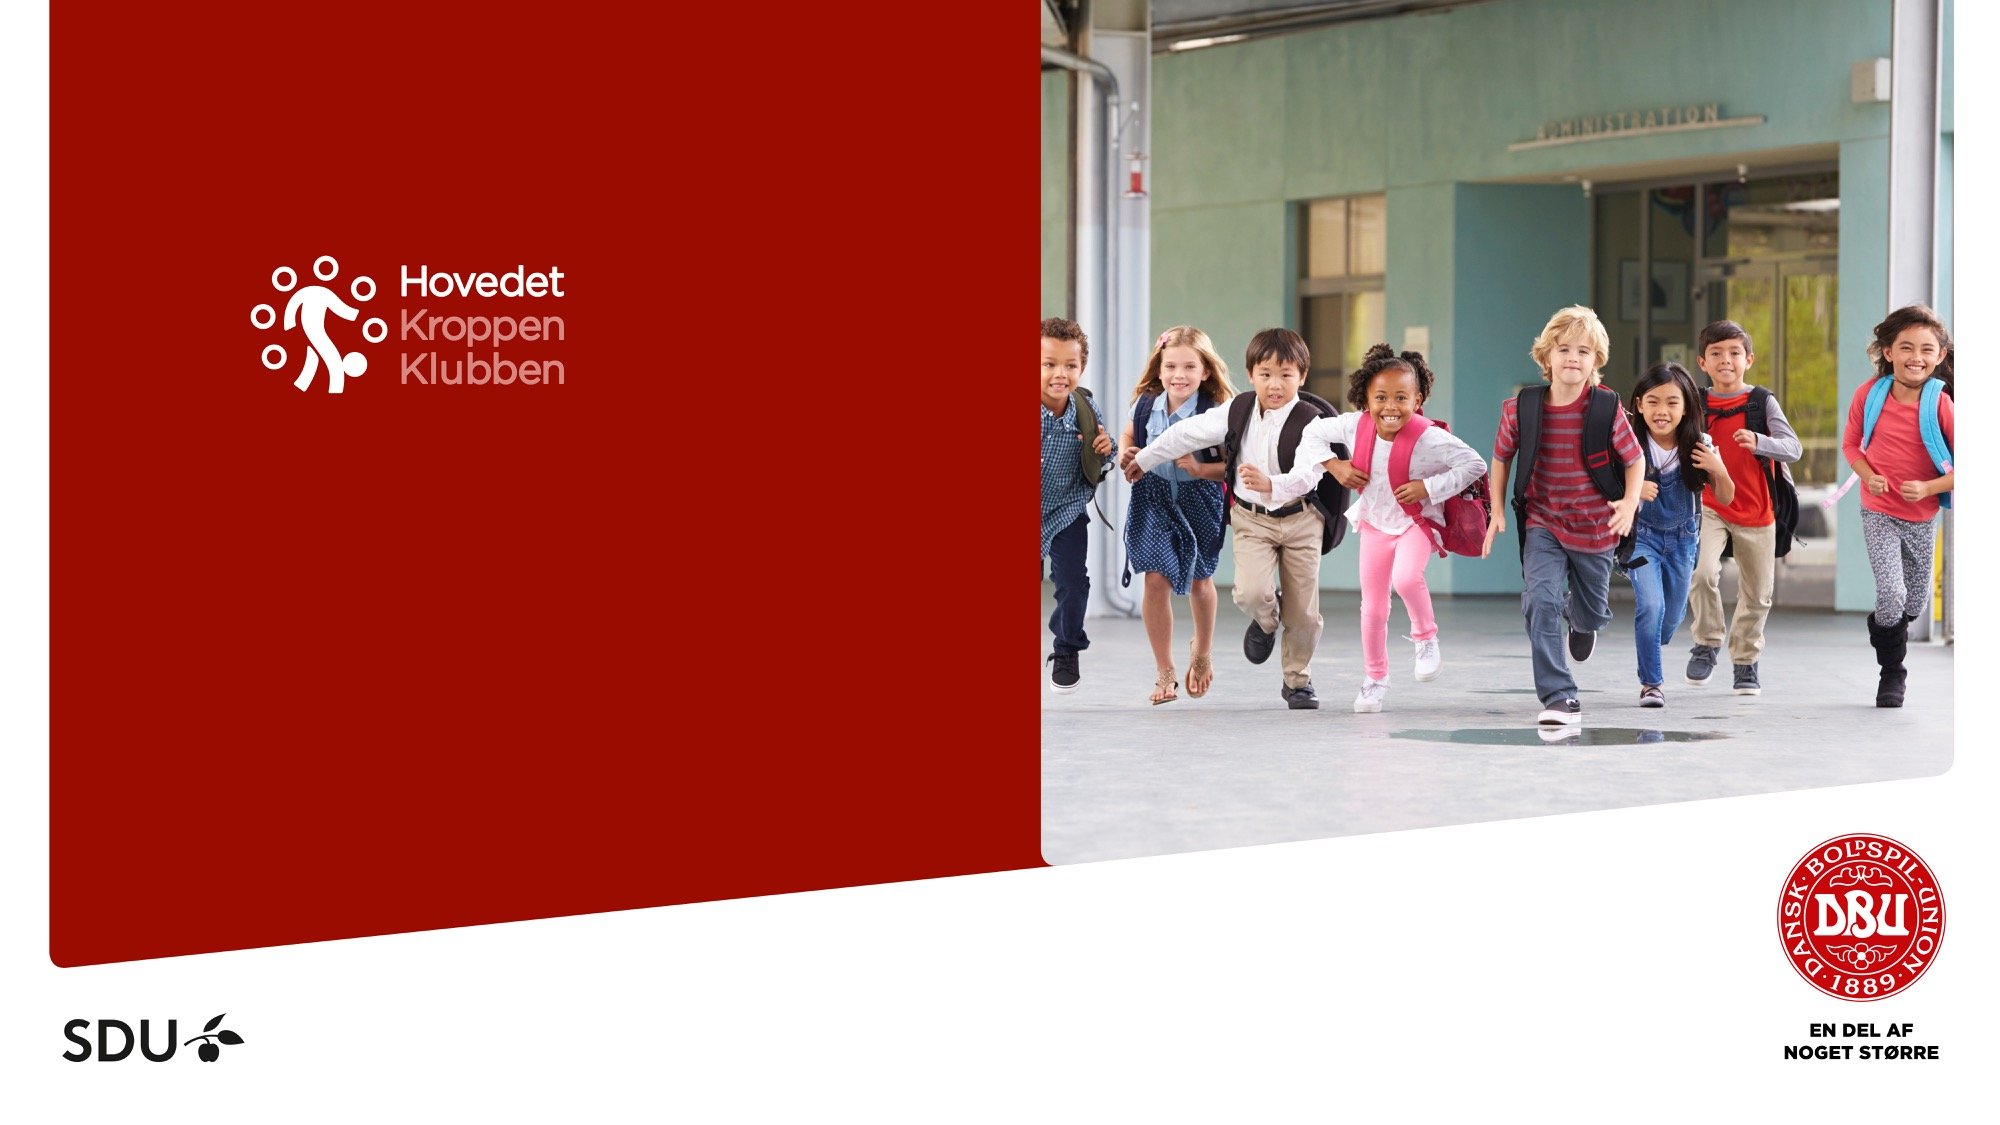 Hovedet
Kroppen
Klubben
ADMINISTRATION
DANSK · BOLDSPIL-UNION
DBU
· 1889 ·
EN DEL AF
NOGET STØRRE
SDU